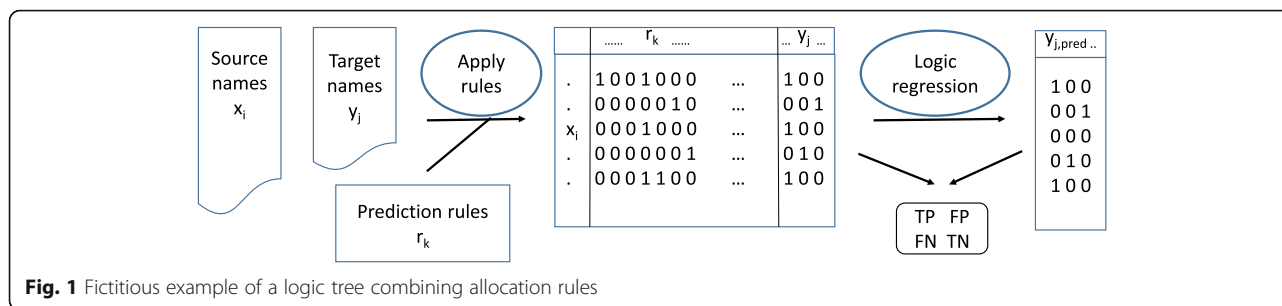 Source
names
xi
Target
names
yj
Apply
rules
Prediction rules
rk
...... rk ...... ... yj ...
. 1 0 0 1 0 0 0 ... 1 0 0
. 0 0 0 0 0 1 0 ... 0 0 1
xi 0 0 0 1 0 0 0 ... 1 0 0
. 0 0 0 0 0 0 1 ... 0 1 0
. 0 0 0 1 1 0 0 ... 1 0 0
Logic
regression
TP FP
FN TN
yj,pred ..
1 0 0
0 0 1
0 0 0
0 1 0
1 0 0
Fig. 1 Fictitious example of a logic tree combining allocation rules